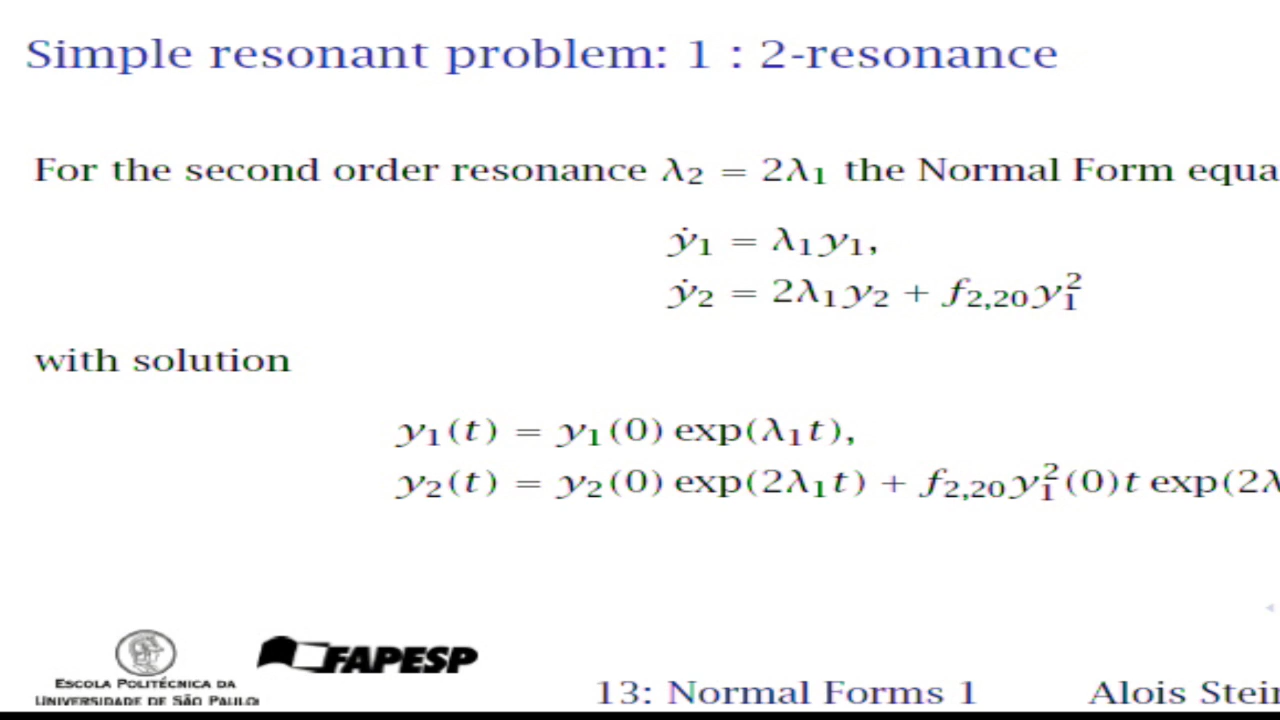 Simple resonant problem: 1 : 2-resonance
For the second order resonance λ₂ = 2λ₁ the Normal Form equa
ẏ₁ = λ₁y₁,
ẏ₂ = 2λ₁y₂ + f₂,₂₀y₁²
with solution
y₁(t) = y₁(0) exp(λ₁t),
y₂(t) = y₂(0) exp(2λ₁t) + f₂,₂₀y₁²(0)t exp(2λ
FAPESP
ESCOLA POLITÉCNICA DA
UNIVERSIDADE DE SÃO PAULO
13: Normal Forms 1 Alois Stein